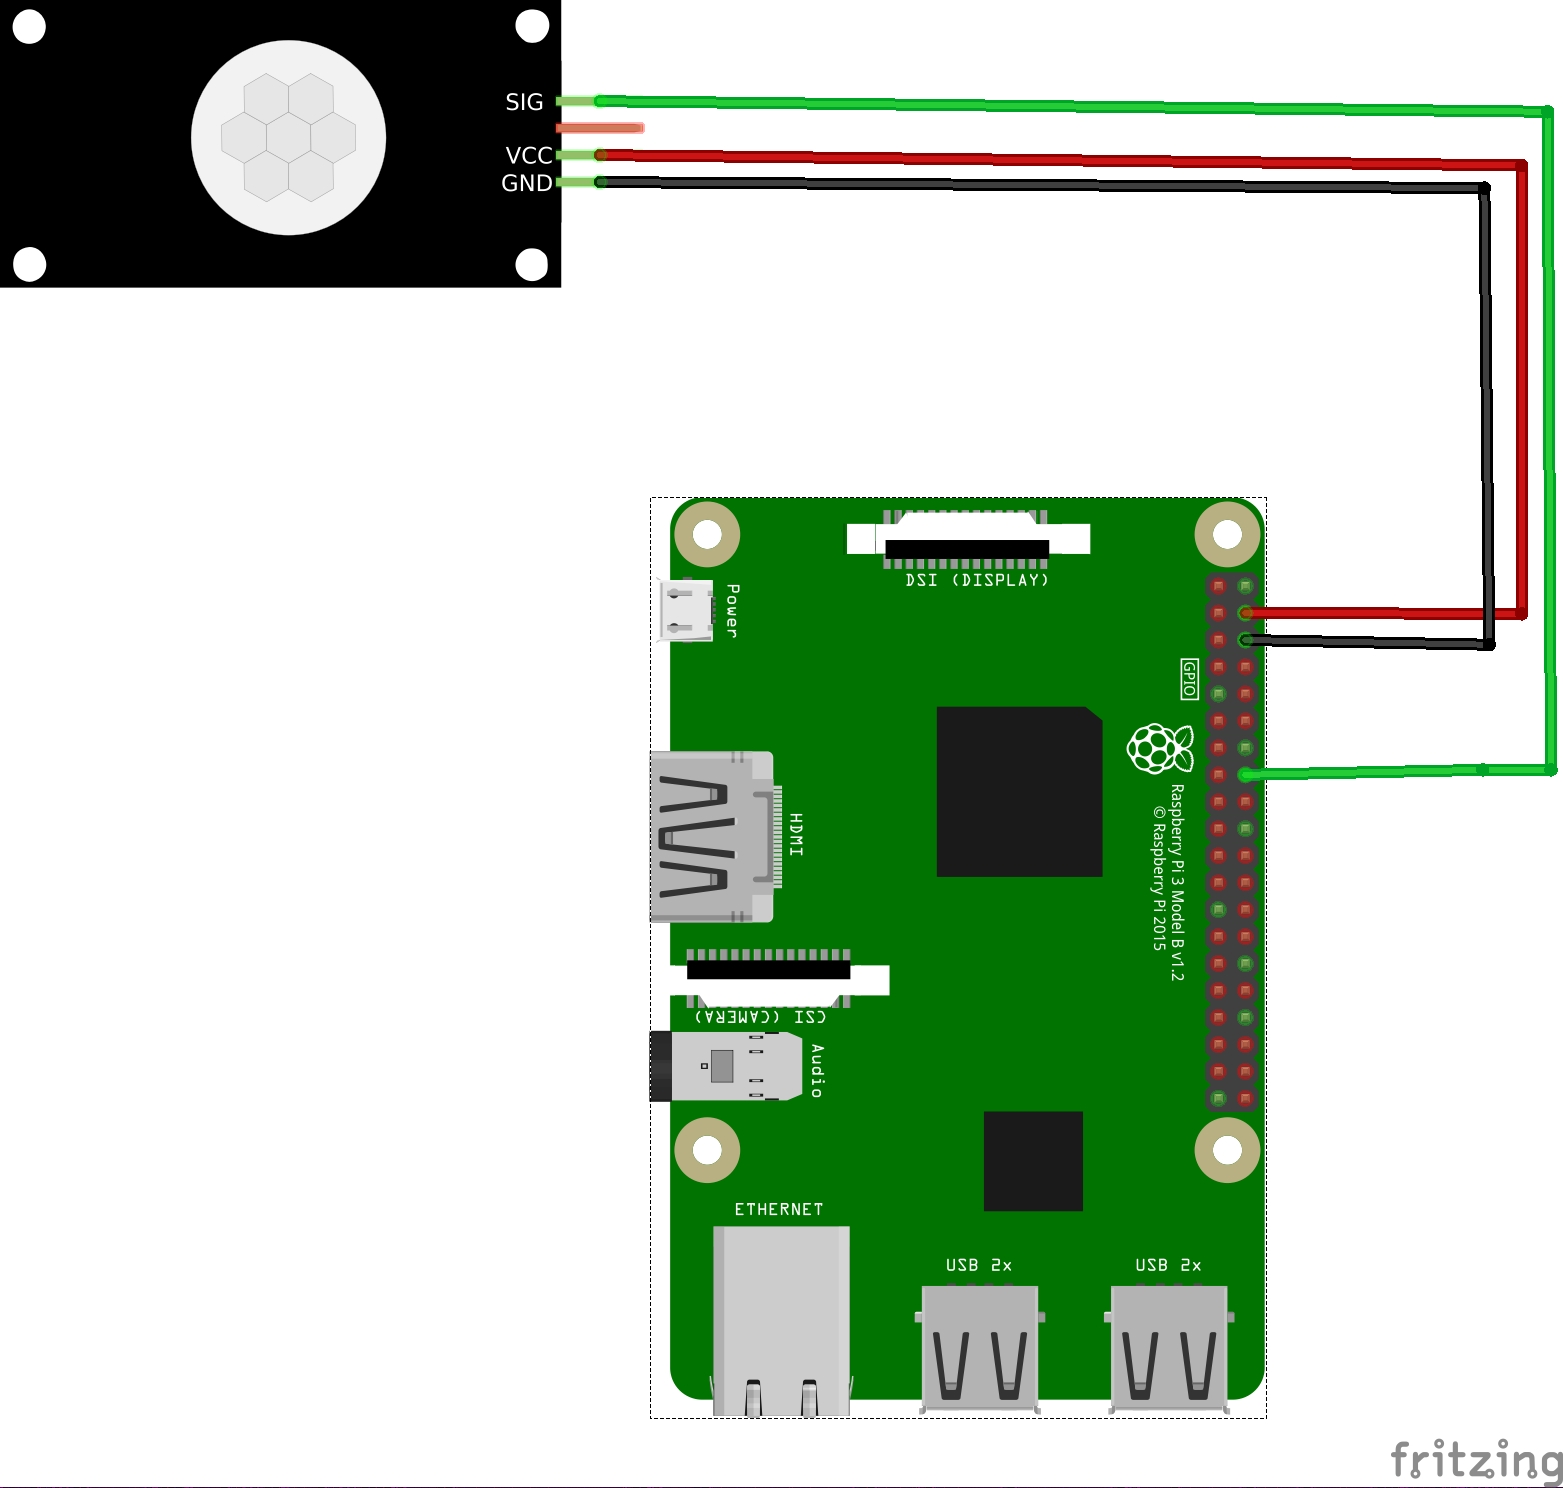 SIG
VCC
GND
DSI (DISPLAY)
Power
GPIO
HDMI
Raspberry Pi 3 Model B v1.2
© Raspberry Pi 2015
CSI (CAMERA)
Audio
ETHERNET
USB 2x
USB 2x
fritzing